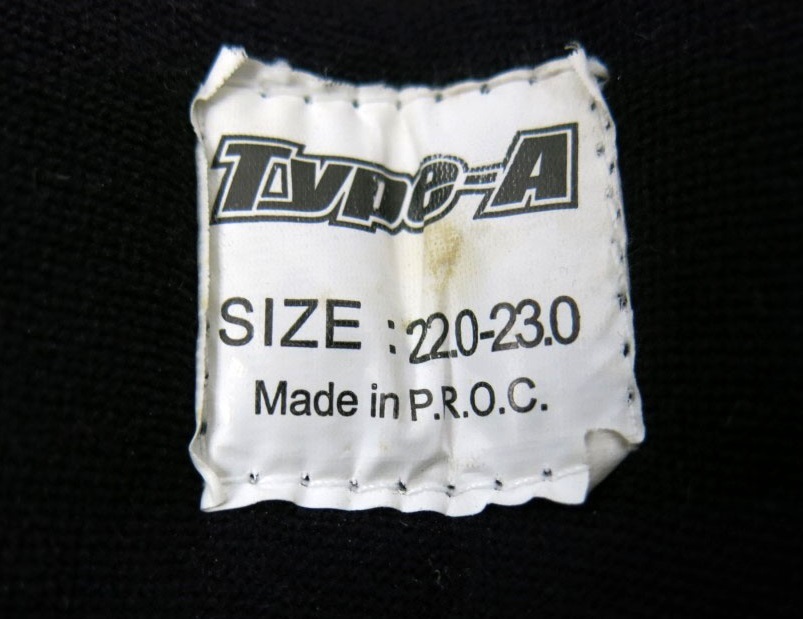 Type-A
SIZE : 22.0-23.0
Made in P.R.O.C.